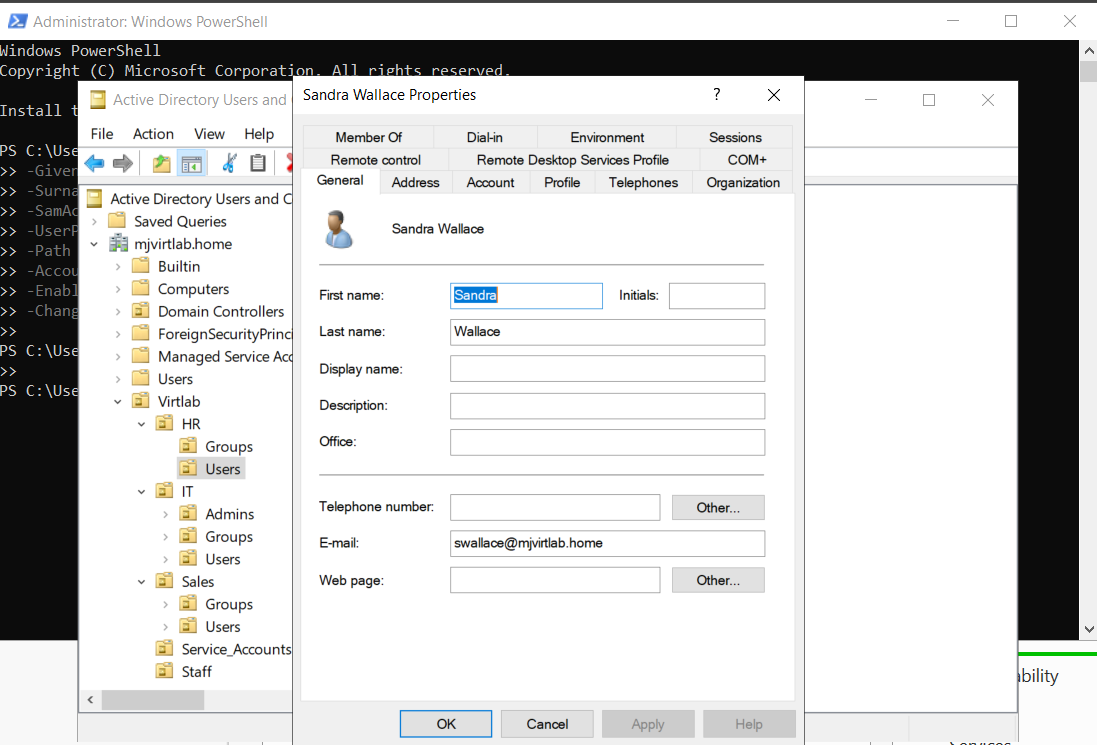 Administrator: Windows PowerShell
Windows PowerShell
Copyright (C) Microsoft Corporation. All rights reserved.
Install t
PS C:\Use
>> -Given
>> -Surna
>> -SamAc
>> -UserP
>> -Path
>> -Accou
>> -Enabl
>> -Chang
>>
PS C:\Use
>>
PS C:\Use
Active Directory Users and
File Action View Help
Active Directory Users and C
Saved Queries
mjvirtlab.home
Builtin
Computers
Domain Controllers
ForeignSecurityPrinci
Managed Service Acc
Users
Virtlab
HR
Groups
Users
IT
Admins
Groups
Users
Sales
Groups
Users
Service_Accounts
Staff
Sandra Wallace Properties
?
Member Of Dial-in Environment Sessions
Remote control Remote Desktop Services Profile COM+
General Address Account Profile Telephones Organization
Sandra Wallace
First name: Sandra Initials:
Last name: Wallace
Display name:
Description:
Office:
Telephone number: Other...
E-mail: swallace@mjvirtlab.home
Web page: Other...
OK Cancel Apply Help
ability